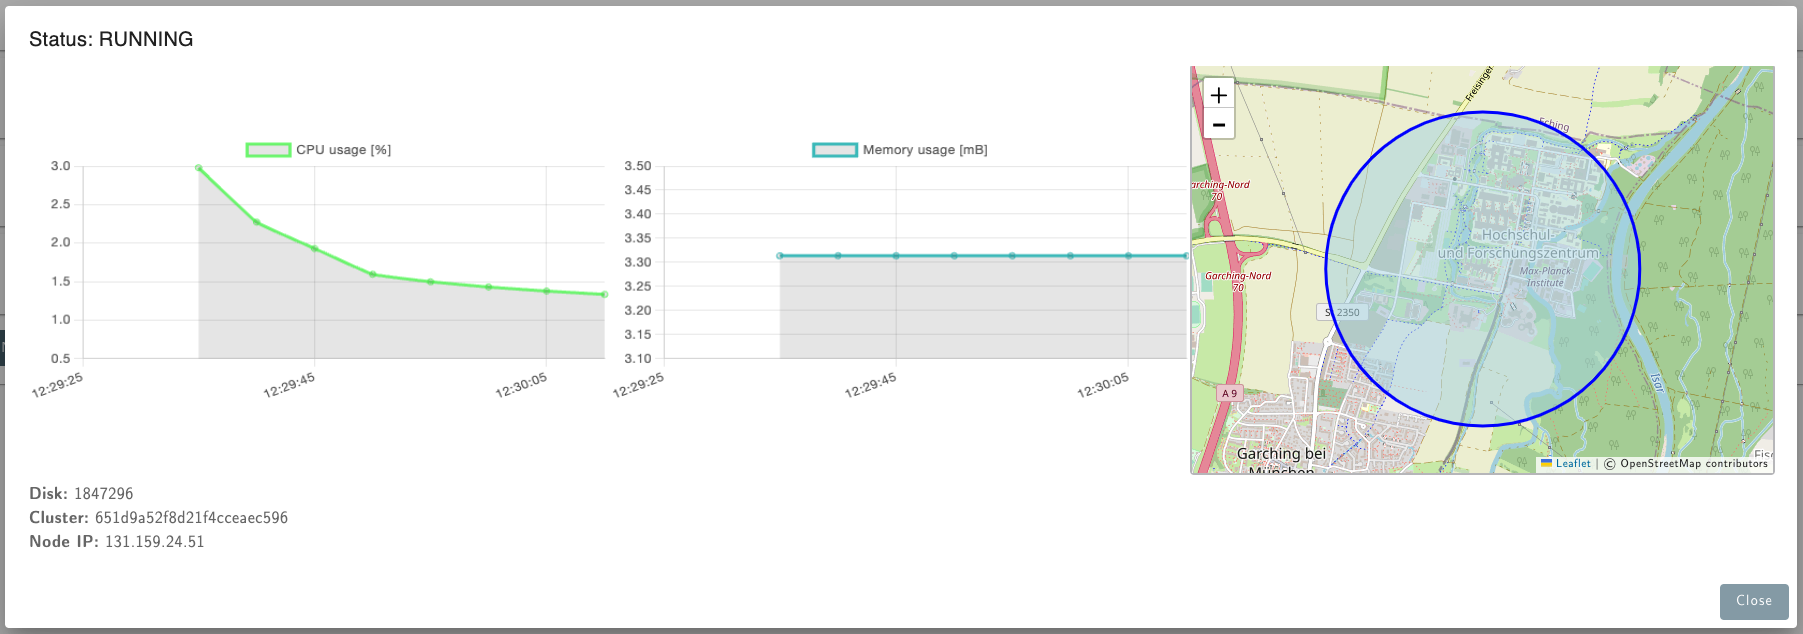 Status: RUNNING
CPU usage [%]
3.0
2.5
2.0
1.5
1.0
0.5
12:29:25
12:29:45
12:30:05
Memory usage [mB]
3.50
3.45
3.40
3.35
3.30
3.25
3.20
3.15
3.10
12:29:25
12:29:45
12:30:05
+
-
Freisinger
Eching
arching-Nord
70
Hochschul-
und Forschungszentrum
Max-Planck
Institute
Garching-Nord
70
St 2350
Isar
A 9
Garching bei
München
Leaflet | © OpenStreetMap contributors
Disk: 1847296
Cluster: 651d9a52f8d21f4cceaec596
Node IP: 131.159.24.51
Close